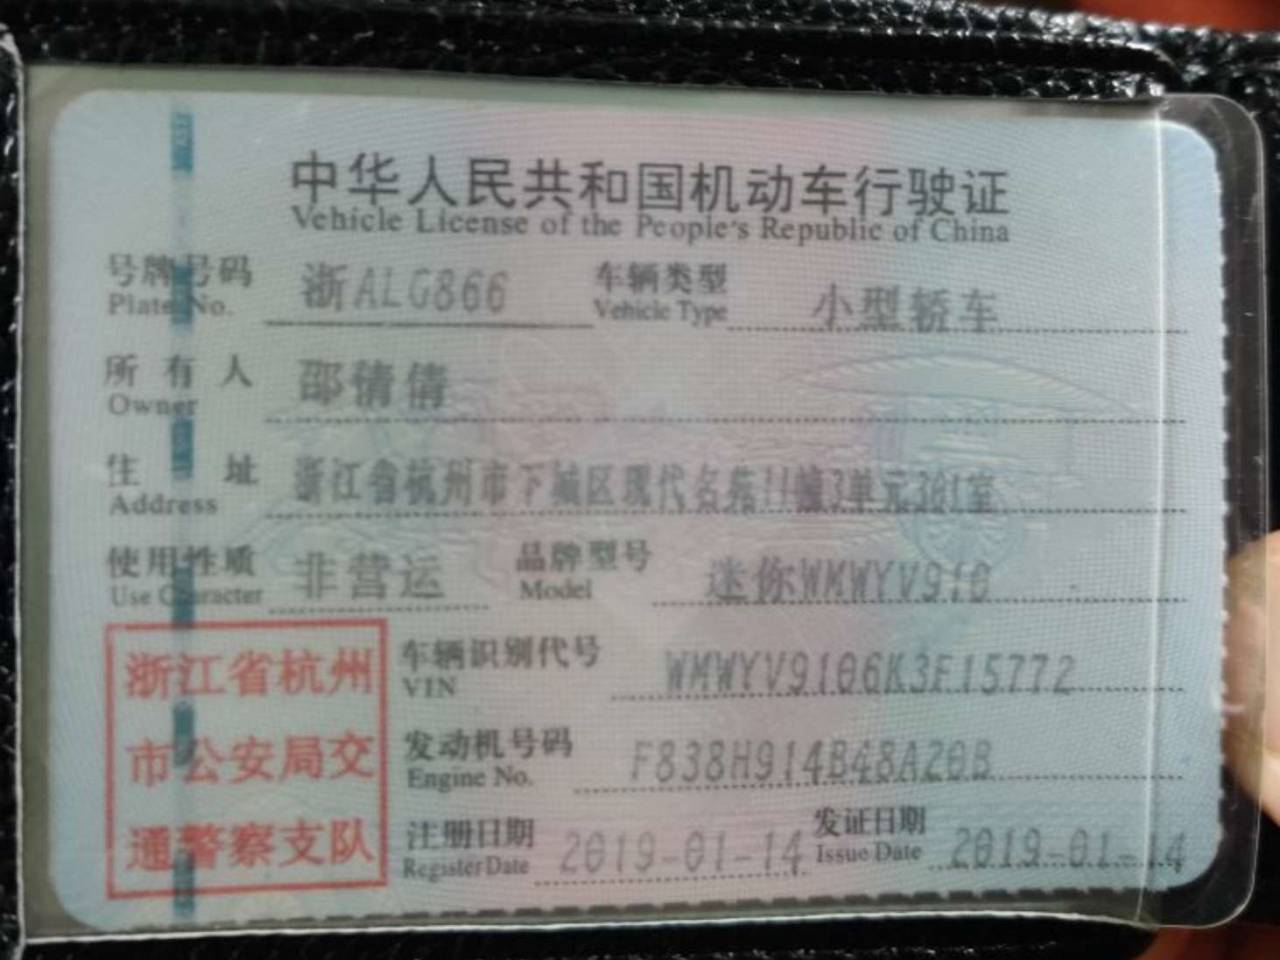 中华人民共和国机动车行驶证
Vehicle License of the People's Republic of China
号牌号码 浙ALG866 车辆类型 小型轿车
Plate No. Vehicle Type
所有人 邵倩倩
Owner
住址 浙江省杭州市下城区现代名苑11幢3单元301室
Address
使用性质 非营运 品牌型号 迷你WMWYV910
Use Character Model
车辆识别代号 WMWYV9106K3F15772
VIN
发动机号码 F838H914B48A20B
Engine No.
注册日期 2019-01-14 发证日期 2019-01-14
Register Date Issue Date
浙江省杭州
市公安局交
通警察支队